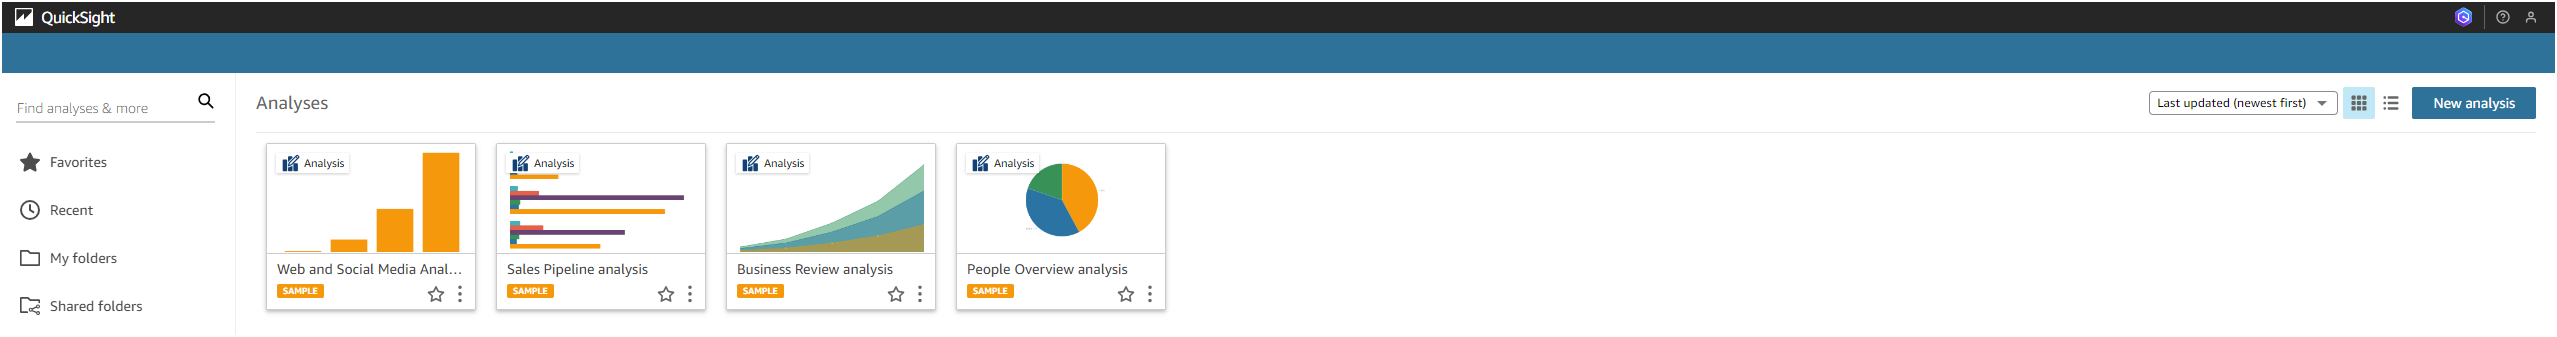 QuickSight
Find analyses & more
Favorites
Recent
My folders
Shared folders
Analyses
Last updated (newest first)
New analysis
Analysis
Web and Social Media Anal...
SAMPLE
Analysis
Sales Pipeline analysis
SAMPLE
Analysis
Business Review analysis
SAMPLE
Analysis
People Overview analysis
SAMPLE